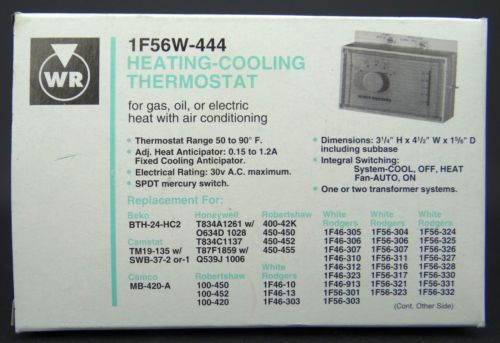 WR
1F56W-444
HEATING-COOLING
THERMOSTAT
for gas, oil, or electric
heat with air conditioning
• Thermostat Range 50 to 90° F.
• Adj. Heat Anticipator: 0.15 to 1.2A
Fixed Cooling Anticipator.
• Electrical Rating: 30v A.C. maximum.
• SPDT mercury switch.
• Dimensions: 3¼" H x 4½" W x 1⅝" D
including subbase
• Integral Switching:
System-COOL, OFF, HEAT
Fan-AUTO, ON
• One or two transformer systems.
Replacement For:
Beko
BTH-24-HC2
Camstat
TM19-135 w/
SWB-37-2 or-1
Camco
MB-420-A
Honeywell
T834A1261 w/
O634D 1028
T834C1137
T87F1859 w/
Q539J 1006
Robertshaw
100-450
100-452
100-420
Robertshaw
400-42K
450-450
450-452
450-455
White
Rodgers
1F46-10
1F46-13
1F46-303
White
Rodgers
1F46-305
1F46-306
1F46-307
1F46-310
1F46-312
1F46-316
1F46-913
1F56-301
1F56-303
White
Rodgers
1F56-304
1F56-306
1F56-307
1F56-311
1F56-313
1F56-317
1F56-321
1F56-323
White
Rodgers
1F56-324
1F56-325
1F56-326
1F56-327
1F56-328
1F56-330
1F56-331
1F56-332
(Cont. Other Side)